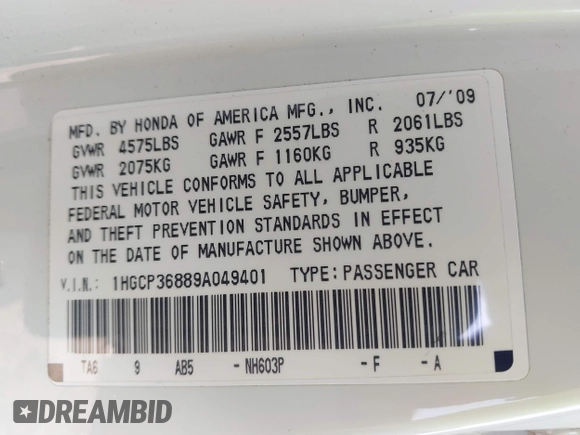 MFD. BY HONDA OF AMERICA MFG., INC. 07/'09
GVWR 4575LBS GAWR F 2557LBS R 2061LBS
GVWR 2075KG GAWR F 1160KG R 935KG
THIS VEHICLE CONFORMS TO ALL APPLICABLE
FEDERAL MOTOR VEHICLE SAFETY, BUMPER,
AND THEFT PREVENTION STANDARDS IN EFFECT
ON THE DATE OF MANUFACTURE SHOWN ABOVE.
V.I.N.: 1HGCP36889A049401 TYPE: PASSENGER CAR
TA6 9 AB5 -NH603P -F -A
DREAMBID